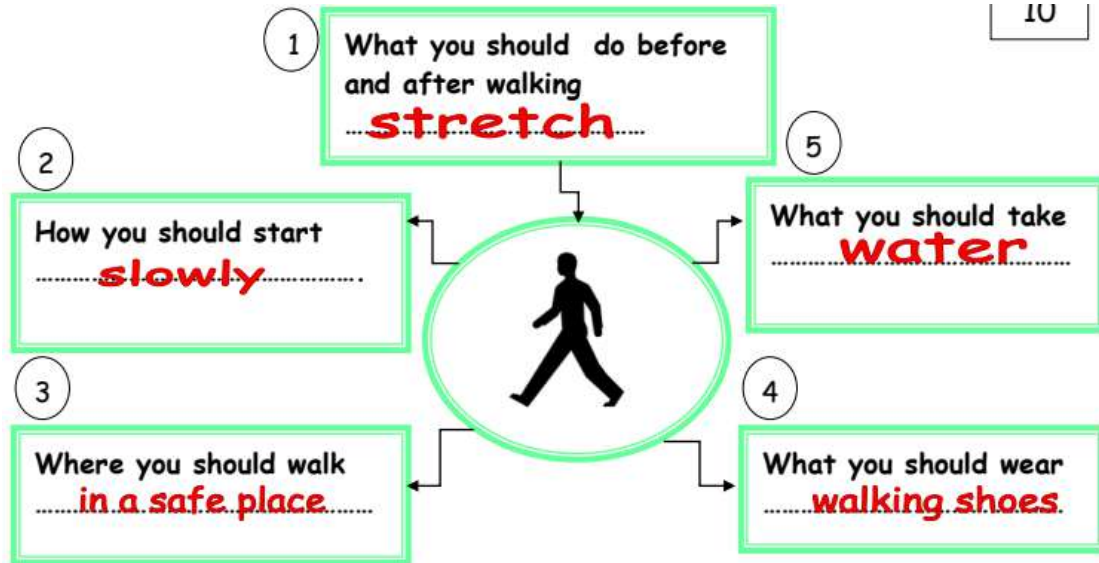 10
1
What you should do before
and after walking
stretch
2
How you should start
slowly
3
Where you should walk
in a safe place
4
What you should wear
walking shoes
5
What you should take
water